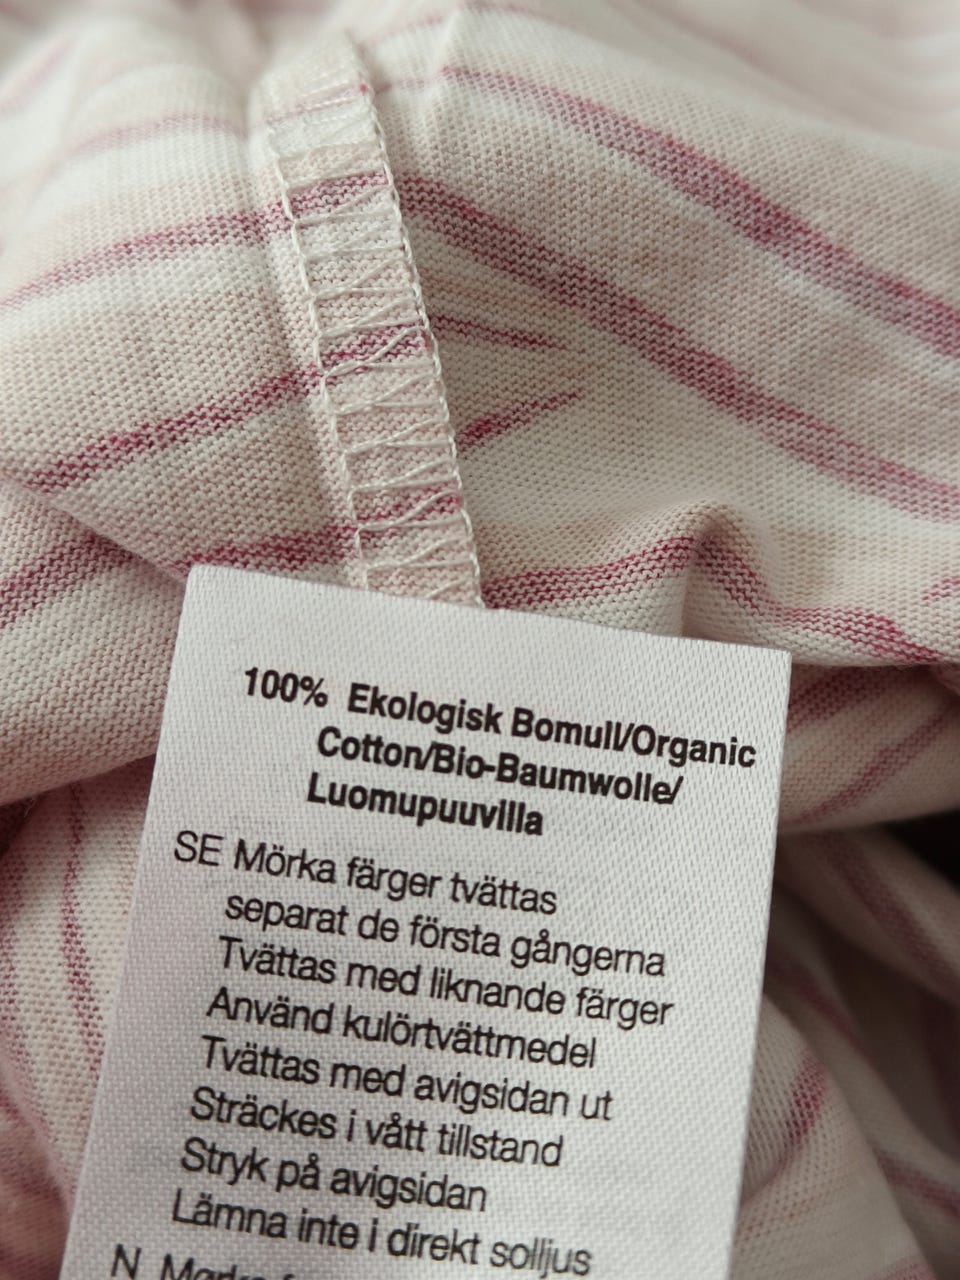 100% Ekologisk Bomull/Organic
Cotton/Bio-Baumwolle/
Luomupuuvilla
SE Mörka färger tvättas
separat de första gångerna
Tvättas med liknande färger
Använd kulörtvättmedel
Tvättas med avigsidan ut
Sträckes i vått tillstand
Stryk på avigsidan
Lämna inte i direkt solljus
N